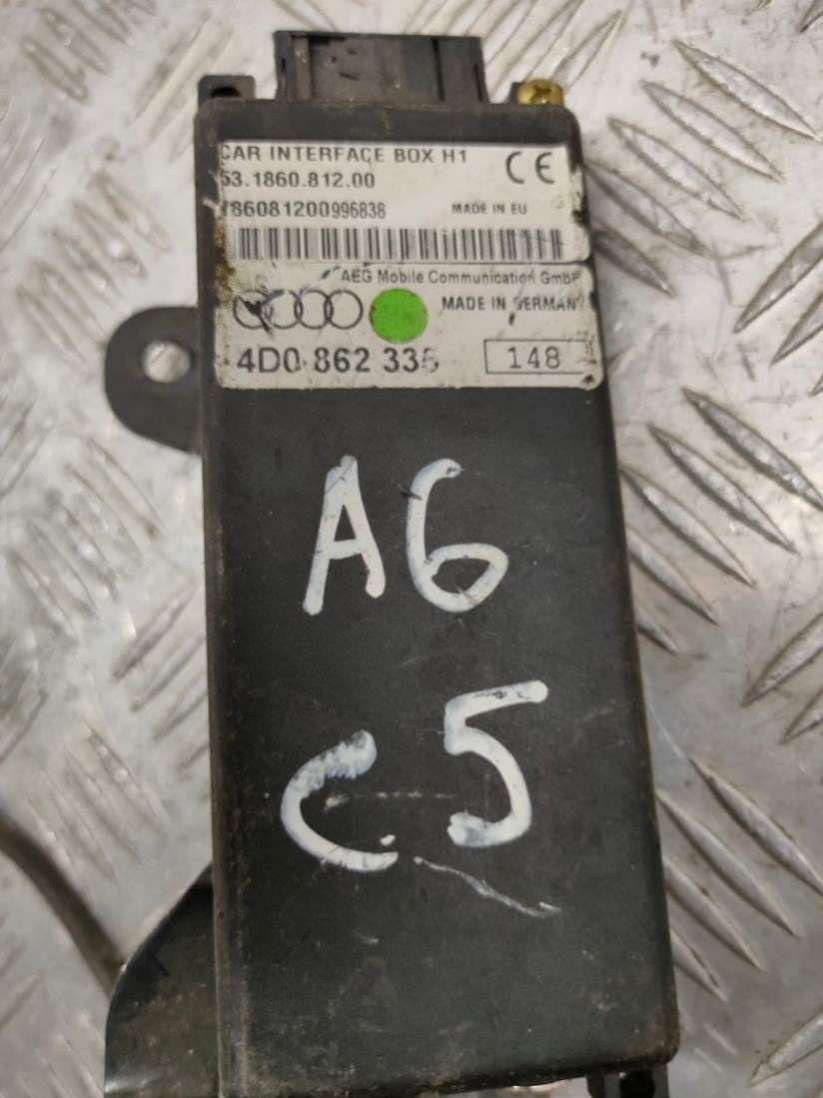 CAR INTERFACE BOX H1
CE
53.1860.812.00
186081200996838
MADE IN EU
AEG Mobile Communication GmbH
MADE IN GERMANY
4D0 862 335
148
A6
C5